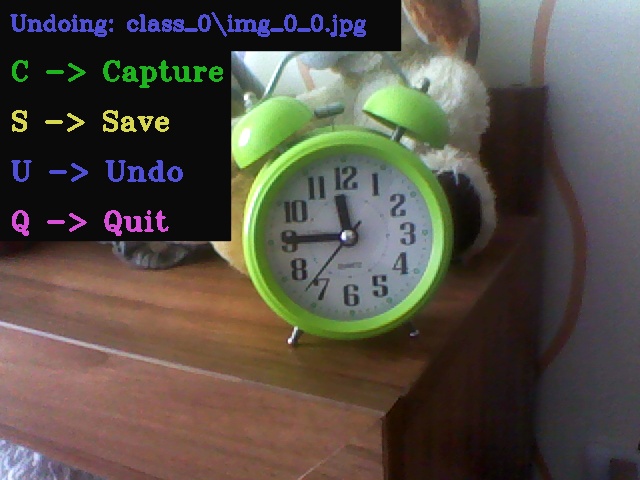 Undoing: class_0\img_0_0.jpg
C -> Capture
S -> Save
U -> Undo
Q -> Quit
12
11 1
10 2
9 3
8 4
7 5
6
QUARTZ